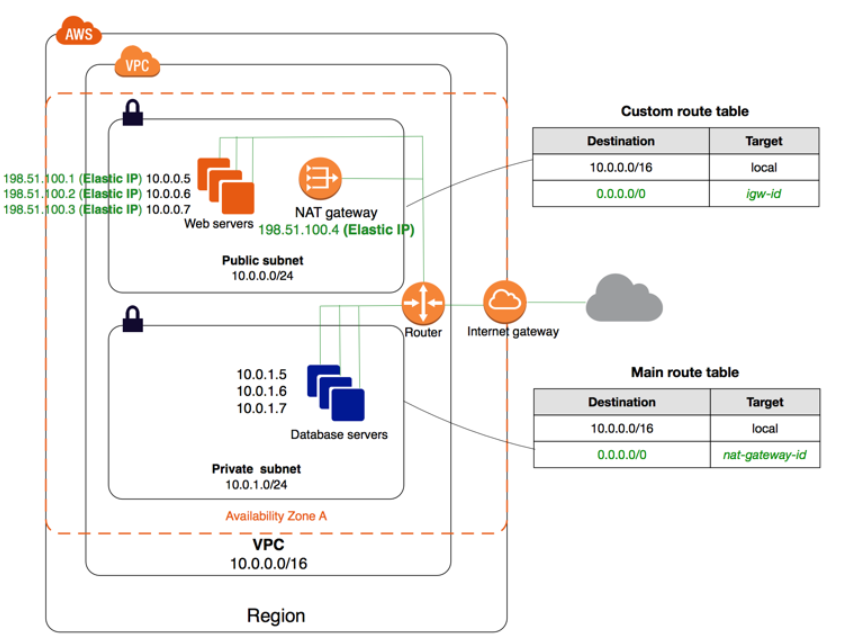 AWS
VPC
Custom route table
Destination Target
10.0.0.0/16 local
0.0.0.0/0 igw-id
198.51.100.1 (Elastic IP) 10.0.0.5
198.51.100.2 (Elastic IP) 10.0.0.6
198.51.100.3 (Elastic IP) 10.0.0.7
Web servers
NAT gateway
198.51.100.4 (Elastic IP)
Public subnet
10.0.0.0/24
Router
Internet gateway
Main route table
Destination Target
10.0.0.0/16 local
0.0.0.0/0 nat-gateway-id
10.0.1.5
10.0.1.6
10.0.1.7
Database servers
Private subnet
10.0.1.0/24
Availability Zone A
VPC
10.0.0.0/16
Region